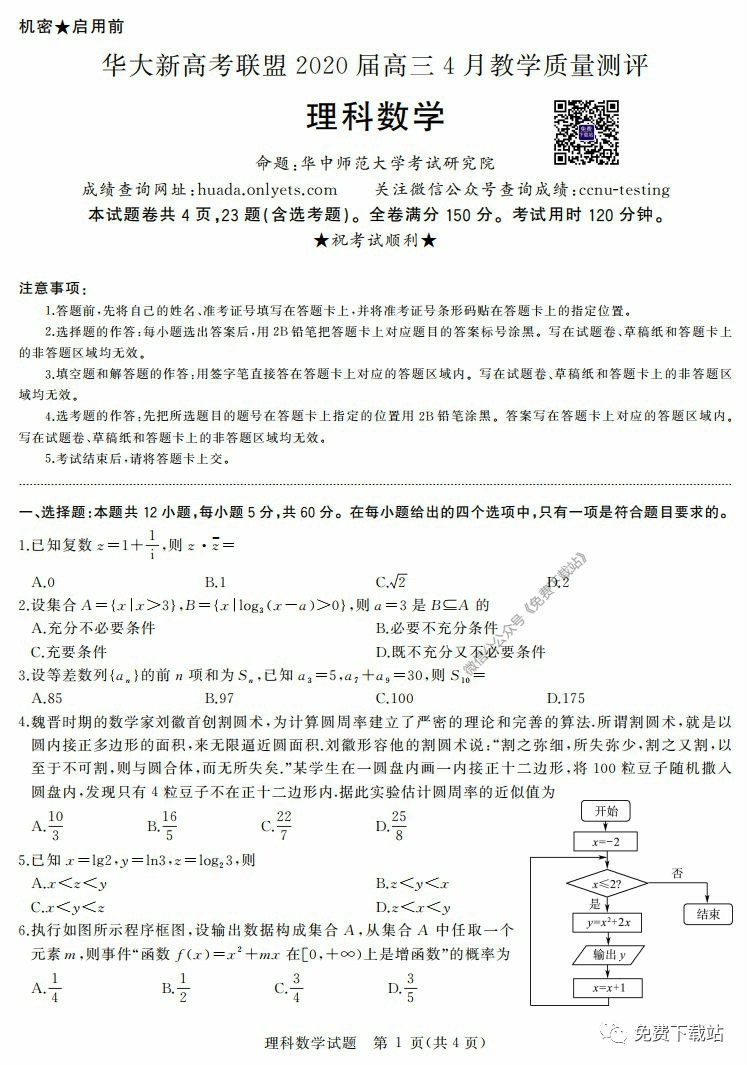 机密★启用前
华大新高考联盟 2020 届高三 4 月教学质量测评
理科数学
免费
下载站
命题:华中师范大学考试研究院
成绩查询网址:huada.onlyets.com 关注微信公众号查询成绩:ccnu-testing
本试题卷共 4 页,23 题(含选考题)。全卷满分 150 分。考试用时 120 分钟。
★祝考试顺利★
注意事项:
1.答题前,先将自己的姓名、准考证号填写在答题卡上,并将准考证号条形码贴在答题卡上的指定位置。
2.选择题的作答:每小题选出答案后,用 2B 铅笔把答题卡上对应题目的答案标号涂黑。写在试题卷、草稿纸和答题卡上
的非答题区域均无效。
3.填空题和解答题的作答:用签字笔直接答在答题卡上对应的答题区域内。写在试题卷、草稿纸和答题卡上的非答题区
域均无效。
4.选考题的作答:先把所选题目的题号在答题卡上指定的位置用 2B 铅笔涂黑。答案写在答题卡上对应的答题区域内。
写在试题卷、草稿纸和答题卡上的非答题区域均无效。
5.考试结束后,请将答题卡上交。
一、选择题:本题共 12 小题,每小题 5 分,共 60 分。在每小题给出的四个选项中,只有一项是符合题目要求的。
1.已知复数 z=1+1/i,则 z·z̄=
A.0 B.1 C.√2 D.2
2.设集合 A={x|x>3},B={x|log₃(x-a)>0},则 a=3 是 B⊆A 的
A.充分不必要条件 B.必要不充分条件
C.充要条件 D.既不充分又不必要条件
微信公众号《免费下载站》
3.设等差数列{aₙ}的前 n 项和为 Sₙ,已知 a₃=5,a₇+a₉=30,则 S₁₀=
A.85 B.97 C.100 D.175
4.魏晋时期的数学家刘徽首创割圆术,为计算圆周率建立了严密的理论和完善的算法.所谓割圆术,就是以
圆内接正多边形的面积,来无限逼近圆面积.刘徽形容他的割圆术说:“割之弥细,所失弥少,割之又割,以
至于不可割,则与圆合体,而无所失矣.”某学生在一圆盘内画一内接正十二边形,将 100 粒豆子随机撒入
圆盘内,发现只有 4 粒豆子不在正十二边形内.据此实验估计圆周率的近似值为
A.10/3 B.16/5 C.22/7 D.25/8
5.已知 x=lg2,y=ln3,z=log₂3,则
A.x<z<y B.z<y<x
C.x<y<z D.z<x<y
6.执行如图所示程序框图,设输出数据构成集合 A,从集合 A 中任取一个
元素 m,则事件“函数 f(x)=x²+mx 在[0,+∞)上是增函数”的概率为
A.1/4 B.1/2 C.3/4 D.3/5
开始
x=-2
x≤2?
否
是
结束
y=x²+2x
输出 y
x=x+1
理科数学试题 第 1 页(共 4 页)
免费下载站